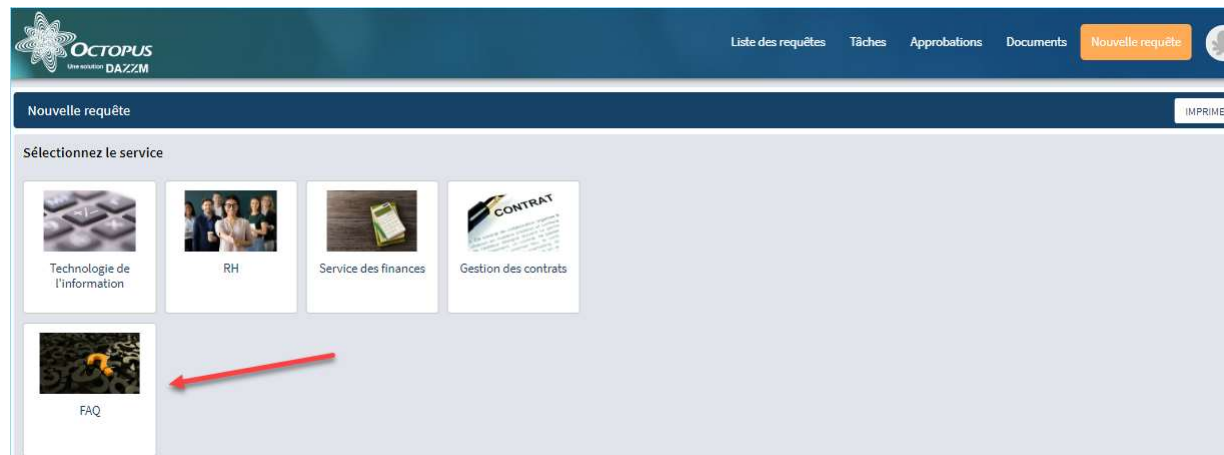 OCTOPUS
Une solution DAZZM
Liste des requêtes
Tâches
Approbations
Documents
Nouvelle requête
Nouvelle requête
IMPRIME
Sélectionnez le service
CONTRAT
Technologie de
l'information
RH
Service des finances
Gestion des contrats
FAQ